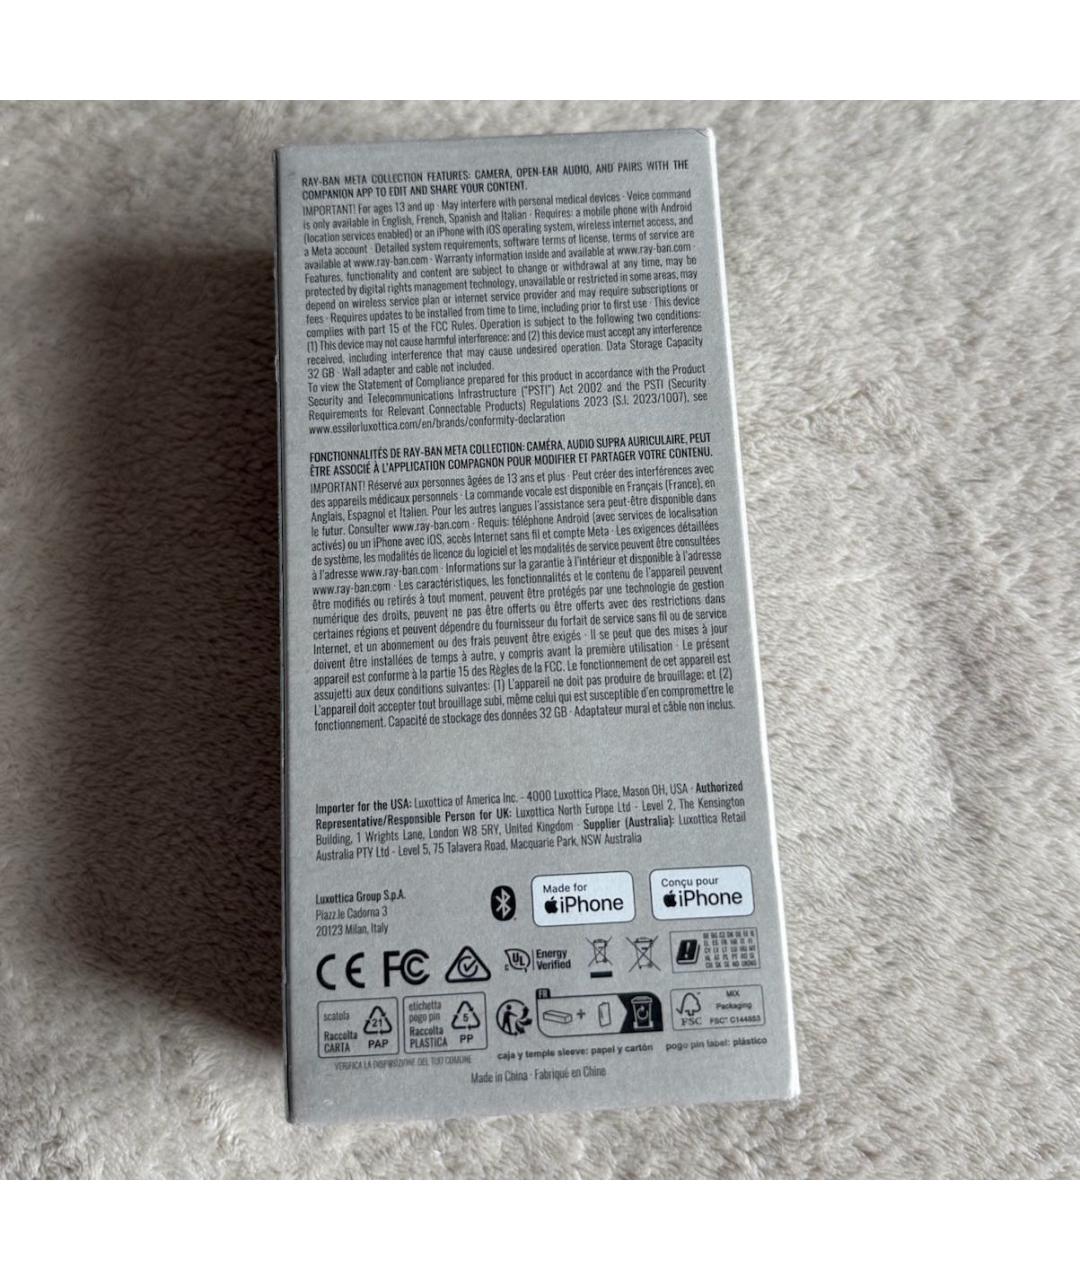 RAY-BAN META COLLECTION FEATURES: CAMERA, OPEN-EAR AUDIO, AND PAIRS WITH THE
COMPANION APP TO EDIT AND SHARE YOUR CONTENT.
IMPORTANT! For ages 13 and up · May interfere with personal medical devices · Voice command
is only available in English, French, Spanish and Italian · Requires: a mobile phone with Android
(location services enabled) or an iPhone with iOS operating system, wireless internet access, and
a Meta account · Detailed system requirements, software terms of license, terms of service are
available at www.ray-ban.com · Warranty information inside and available at www.ray-ban.com ·
Features, functionality and content are subject to change or withdrawal at any time, may be
protected by digital rights management technology, unavailable or restricted in some areas, may
depend on wireless service plan or internet service provider and may require subscriptions or
fees · Requires updates to be installed from time to time, including prior to first use · This device
complies with part 15 of the FCC Rules. Operation is subject to the following two conditions:
(1) This device may not cause harmful interference; and (2) this device must accept any interference
received, including interference that may cause undesired operation. Data Storage Capacity
32 GB · Wall adapter and cable not included.
To view the Statement of Compliance prepared for this product in accordance with the Product
Security and Telecommunications Infrastructure ("PSTI") Act 2002 and the PSTI (Security
Requirements for Relevant Connectable Products) Regulations 2023 (S.I. 2023/1007), see
www.essilorluxottica.com/en/brands/conformity-declaration
FONCTIONNALITÉS DE RAY-BAN META COLLECTION: CAMÉRA, AUDIO SUPRA AURICULAIRE, PEUT
ÊTRE ASSOCIÉ À L'APPLICATION COMPAGNON POUR MODIFIER ET PARTAGER VOTRE CONTENU.
IMPORTANT! Réservé aux personnes âgées de 13 ans et plus · Peut créer des interférences avec
des appareils médicaux personnels · La commande vocale est disponible en Français (France), en
Anglais, Espagnol et Italien. Pour les autres langues l'assistance sera peut-être disponible dans
le futur. Consulter www.ray-ban.com · Requis: téléphone Android (avec services de localisation
activés) ou un iPhone avec iOS, accès Internet sans fil et compte Meta · Les exigences détaillées
de système, les modalités de licence du logiciel et les modalités de service peuvent être consultées
à l'adresse www.ray-ban.com · Informations sur la garantie à l'intérieur et disponible à l'adresse
www.ray-ban.com · Les caractéristiques, les fonctionnalités et le contenu de l'appareil peuvent
être modifiés ou retirés à tout moment, peuvent être protégés par une technologie de gestion
numérique des droits, peuvent ne pas être offerts ou être offerts avec des restrictions dans
certaines régions et peuvent dépendre du fournisseur du forfait de service sans fil ou de service
Internet, et un abonnement ou des frais peuvent être exigés · Il se peut que des mises à jour
doivent être installées de temps à autre, y compris avant la première utilisation · Le présent
appareil est conforme à la partie 15 des Règles de la FCC. Le fonctionnement de cet appareil est
assujetti aux deux conditions suivantes: (1) L'appareil ne doit pas produire de brouillage; et (2)
L'appareil doit accepter tout brouillage subi, même celui qui est susceptible d'en compromettre le
fonctionnement. Capacité de stockage des données 32 GB · Adaptateur mural et câble non inclus.
Importer for the USA: Luxottica of America Inc. - 4000 Luxottica Place, Mason OH, USA · Authorized
Representative/Responsible Person for UK: Luxottica North Europe Ltd - Level 2, The Kensington
Building, 1 Wrights Lane, London W8 5RY, United Kingdom · Supplier (Australia): Luxottica Retail
Australia PTY Ltd - Level 5, 75 Talavera Road, Macquarie Park, NSW Australia
Luxottica Group S.p.A.
Piazz.le Cadorna 3
20123 Milan, Italy
Made for
iPhone
Conçu pour
iPhone
CE FC
c UL
Energy
Verified
scatola
Raccolta
CARTA
21
PAP
etichetta
pogo pin
Raccolta
PLASTICA
5
PP
FR
+
FSC
MIX
Packaging
FSC® C144853
VERIFICA LA DISPOSIZIONE DEL TUO COMUNE
caja y temple sleeve: papel y cartón
pogo pin label: plástico
Made in China · Fabriqué en Chine